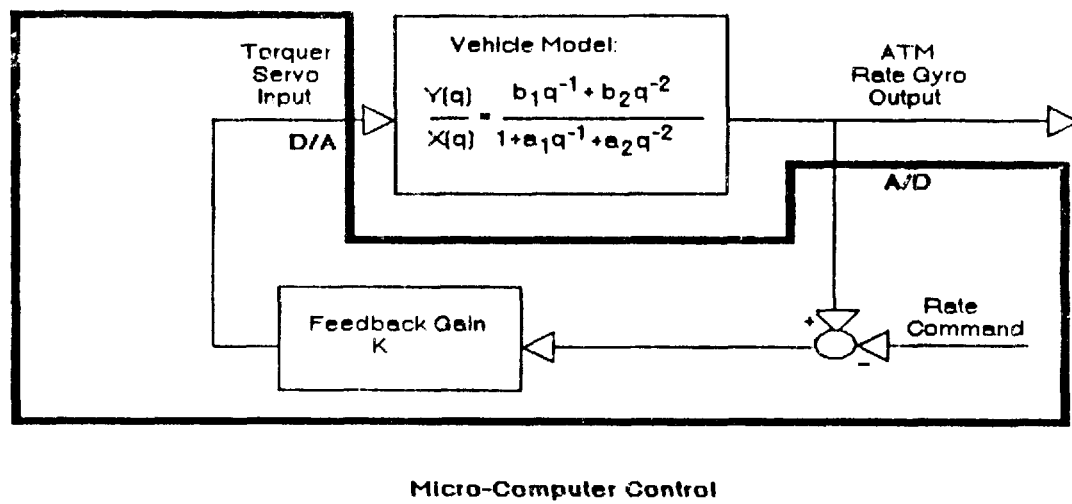 Vehicle Model:
Torquer
Servo
Input
D/A
Y(q)
X(q)
=
b₁q⁻¹ + b₂q⁻²
1+a₁q⁻¹+a₂q⁻²
ATM
Rate Gyro
Output
A/D
Feedback Gain
K
+
Rate
Command
−
Micro-Computer Control